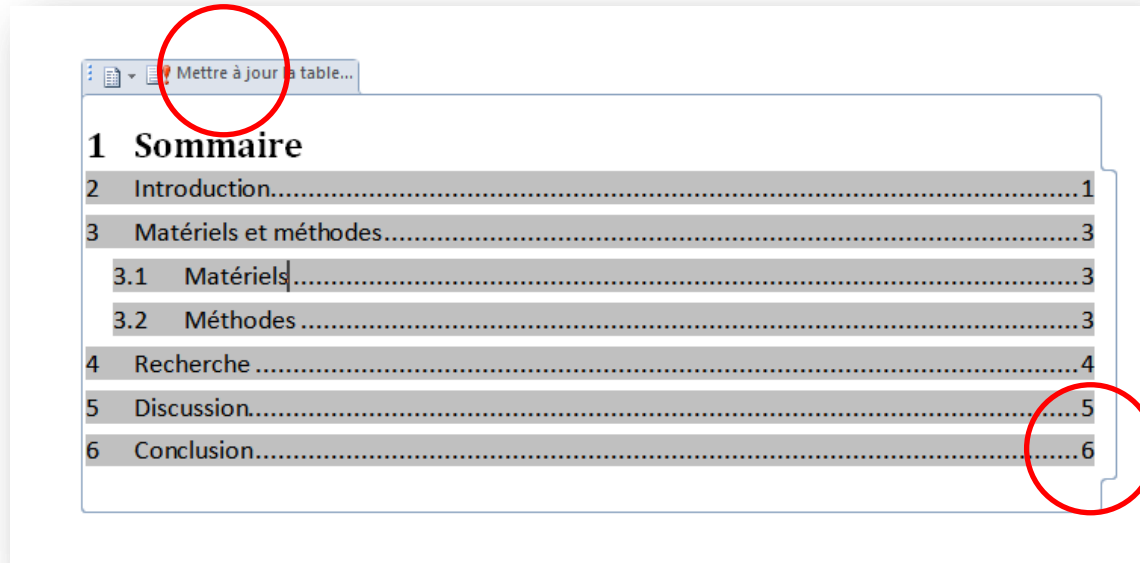 Mettre à jour la table...
1 Sommaire
2 Introduction........................................................................................................1
3 Matériels et méthodes........................................................................................3
3.1 Matériels........................................................................................................3
3.2 Méthodes........................................................................................................3
4 Recherche........................................................................................................4
5 Discussion........................................................................................................5
6 Conclusion........................................................................................................6